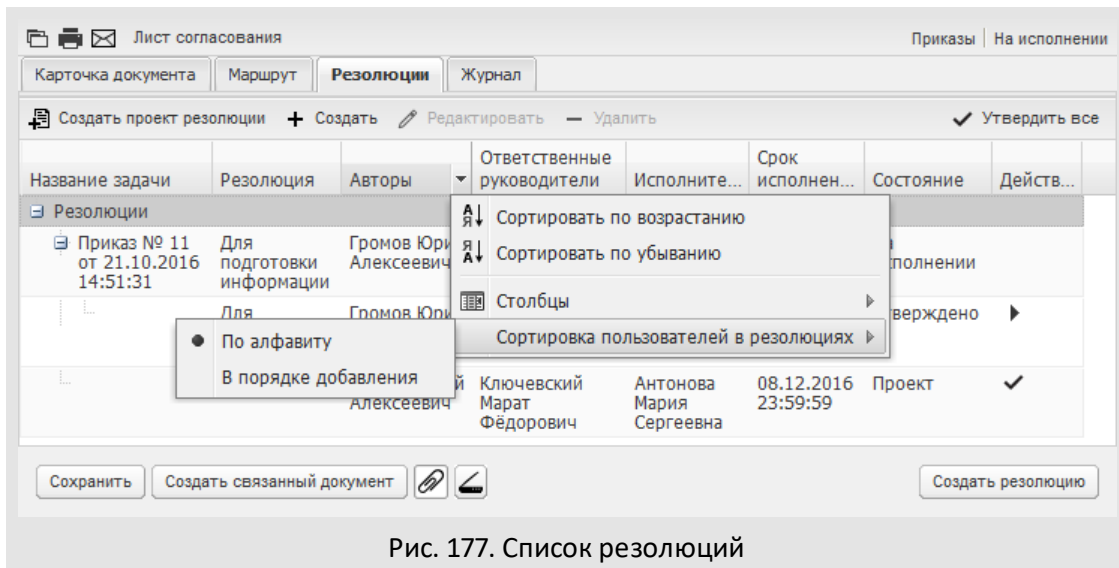 Лист согласования Приказы На исполнении
Карточка документа Маршрут Резолюции Журнал
Создать проект резолюции Создать Редактировать Удалить Утвердить все
Ответственные Срок
Название задачи Резолюция Авторы руководители Исполните... исполнен... Состояние Действ...
Резолюции
Сортировать по возрастанию
Приказ № 11 Для Громов Юри
Сортировать по убыванию
от 21.10.2016 подготовки Алексеевич сполнении
14:51:31 информации
Столбцы
Для Громов Юри верждено
По алфавиту
Сортировка пользователей в резолюциях
В порядке добавления
й Ключевский Антонова 08.12.2016 Проект
Алексеевич Марат Мария 23:59:59
Фёдорович Сергеевна
Сохранить Создать связанный документ Создать резолюцию
Рис. 177. Список резолюций